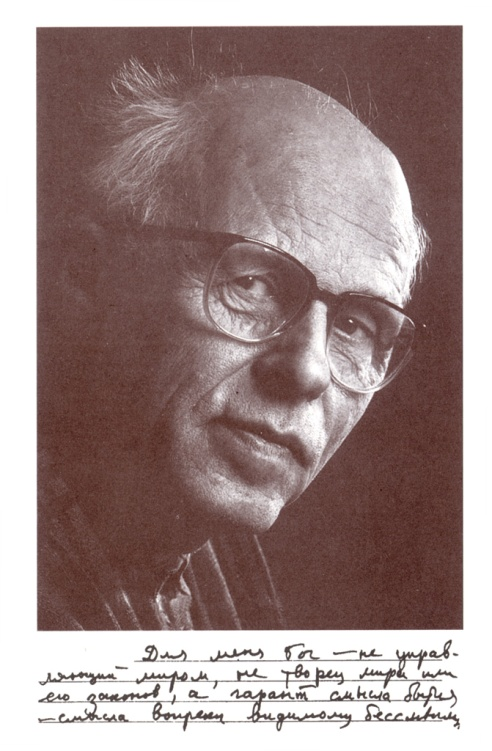 Для меня Бог — не управ-
ляющий миром, не творец мира или
его законов, а гарант смысла бытия
— смысла вопреки видимому бессмыслию